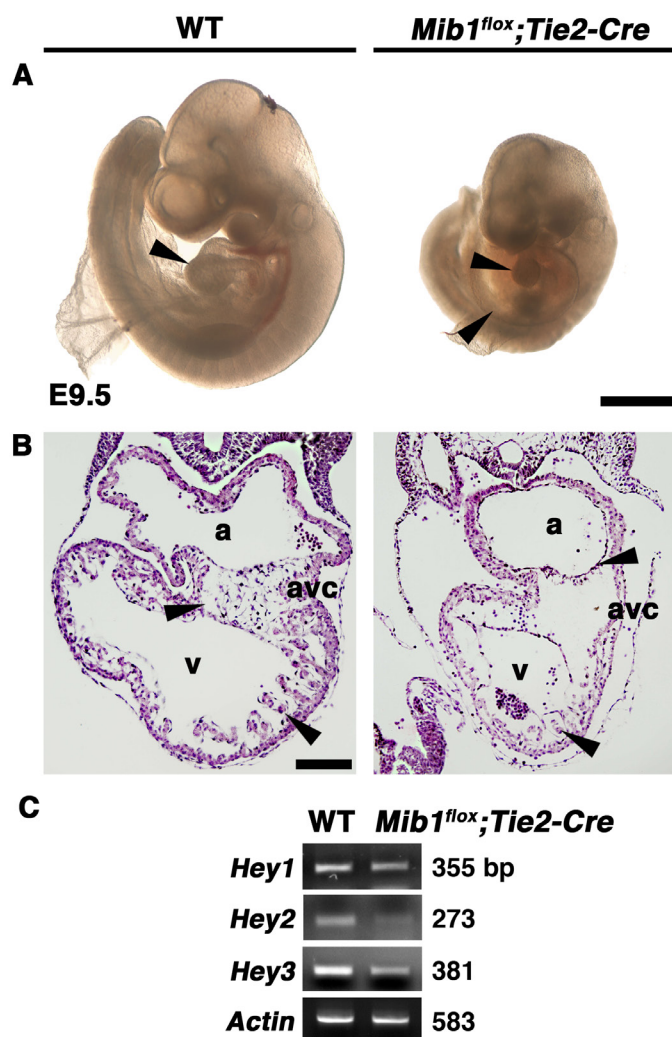 WT Mib1flox;Tie2-Cre
A
E9.5
B
a a
avc avc
v v
C
WT Mib1flox;Tie2-Cre
Hey1 355 bp
Hey2 273
Hey3 381
Actin 583